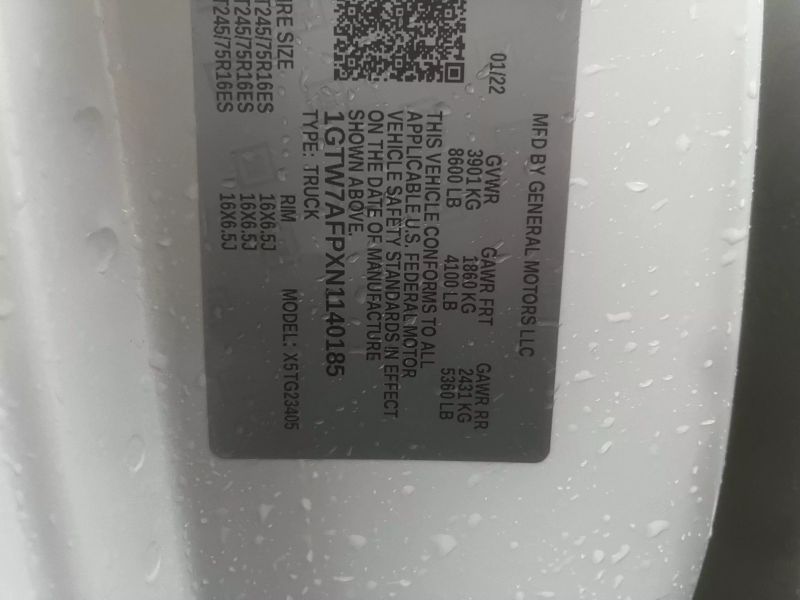 MFD BY GENERAL MOTORS LLC
01/22
GVWR GAWR FRT GAWR RR
3901 KG 1860 KG 2431 KG
8600 LB 4100 LB 5360 LB
THIS VEHICLE CONFORMS TO ALL
APPLICABLE U.S. FEDERAL MOTOR
VEHICLE SAFETY STANDARDS IN EFFECT
ON THE DATE OF MANUFACTURE
SHOWN ABOVE.
1GTW7AFPXN1140185
TYPE: TRUCK MODEL: X5TG23405
SIZE RIM
T245/75R16ES 16X6.5J
T245/75R16ES 16X6.5J
T245/75R16ES 16X6.5J